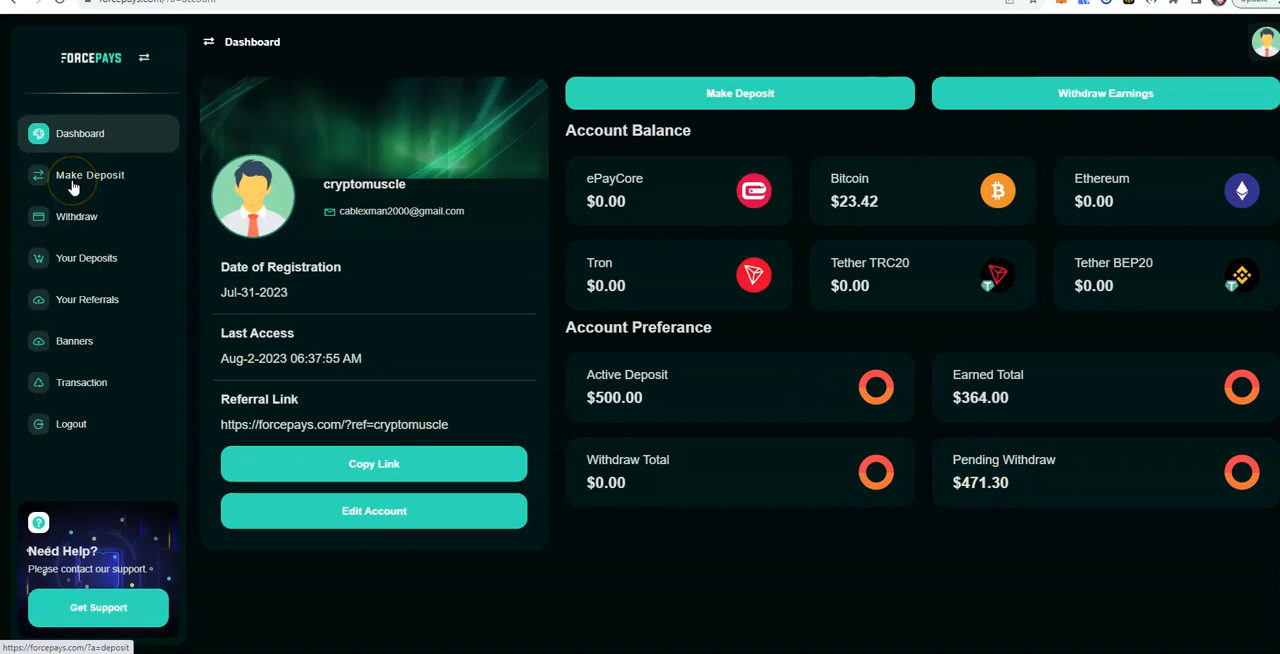 forcepays.com/?a=account
FORCEPAYS
Dashboard
Make Deposit
Withdraw
Your Deposits
Your Referrals
Banners
Transaction
Logout
Need Help?
Please contact our support.
Get Support
https://forcepays.com/?a=deposit
Dashboard
cryptomuscle
cablexman2000@gmail.com
Date of Registration
Jul-31-2023
Last Access
Aug-2-2023 06:37:55 AM
Referral Link
https://forcepays.com/?ref=cryptomuscle
Copy Link
Edit Account
Make Deposit
Withdraw Earnings
Account Balance
ePayCore
$0.00
Bitcoin
$23.42
Ethereum
$0.00
Tron
$0.00
Tether TRC20
$0.00
Tether BEP20
$0.00
Account Preferance
Active Deposit
$500.00
Earned Total
$364.00
Withdraw Total
$0.00
Pending Withdraw
$471.30